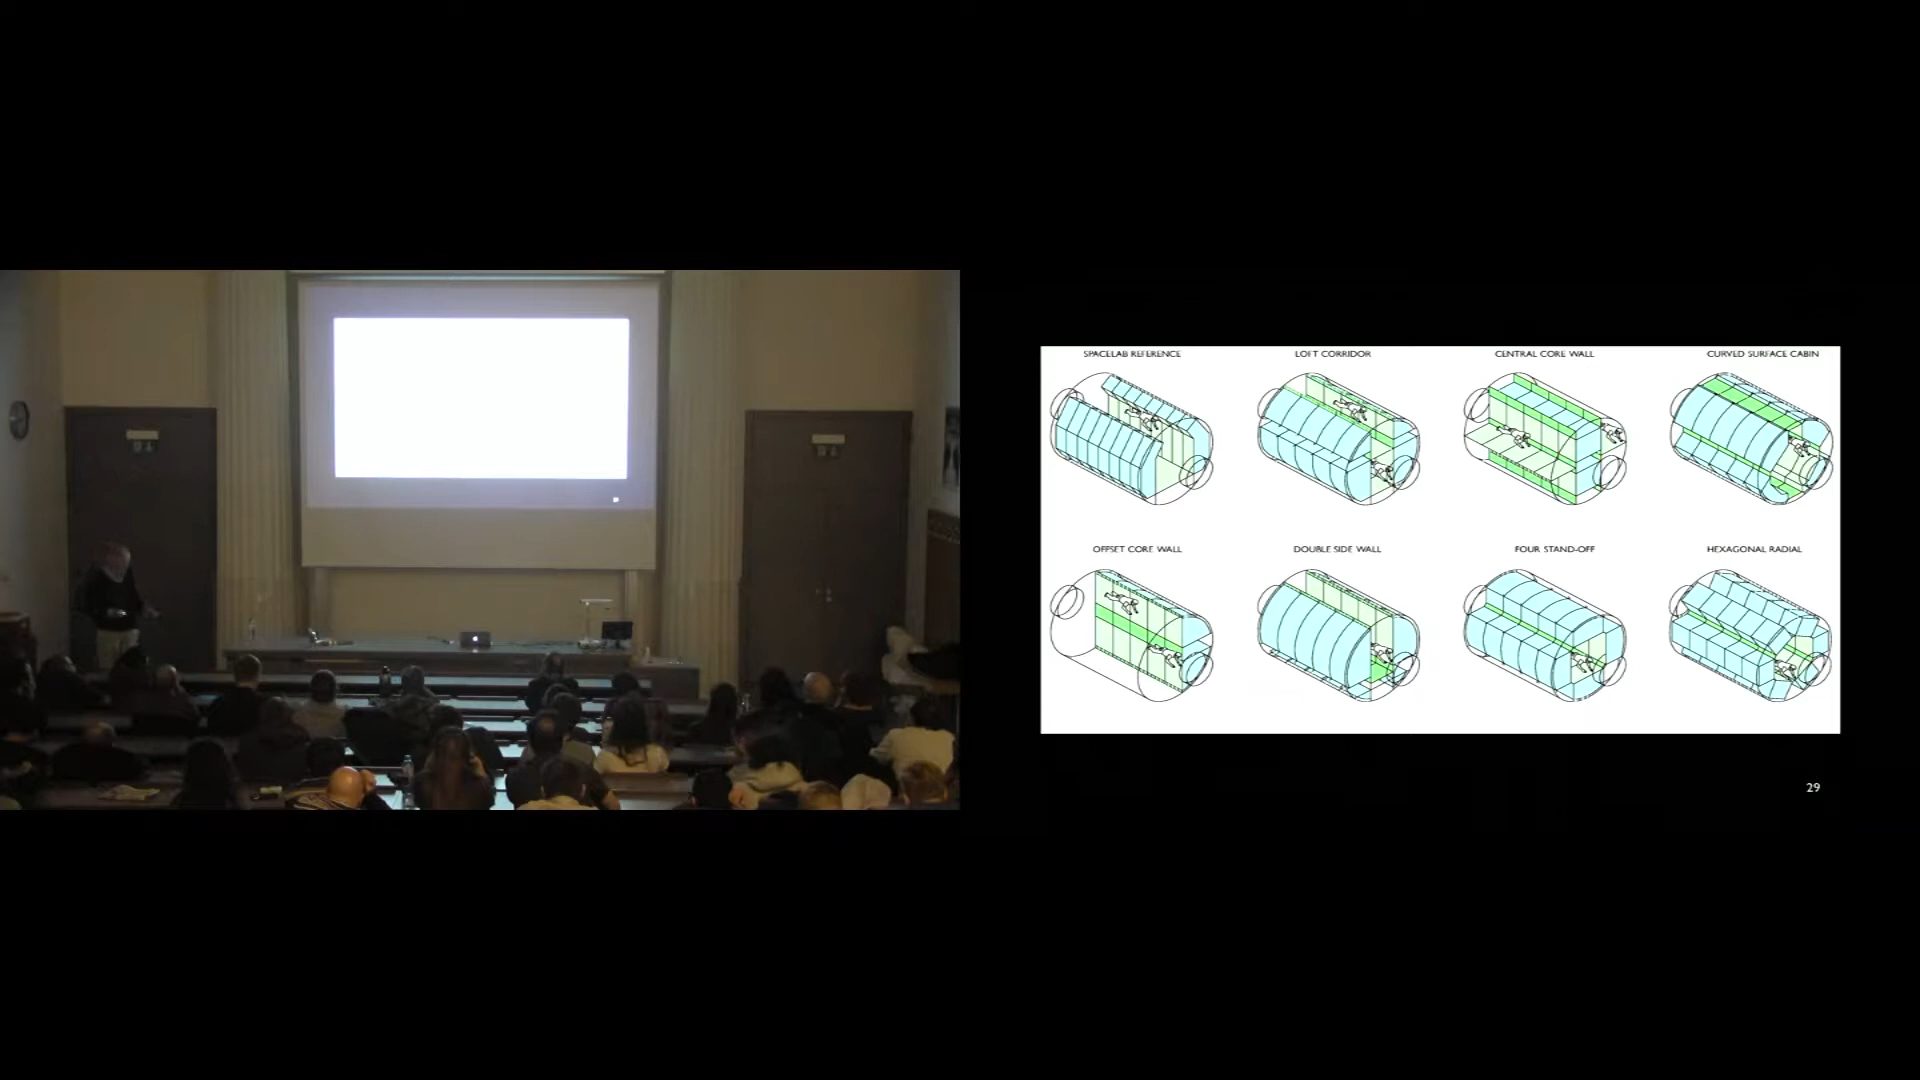 SPACELAB REFERENCE
LOFT CORRIDOR
CENTRAL CORE WALL
CURVED SURFACE CABIN
OFFSET CORE WALL
DOUBLE SIDE WALL
FOUR STAND-OFF
HEXAGONAL RADIAL
29